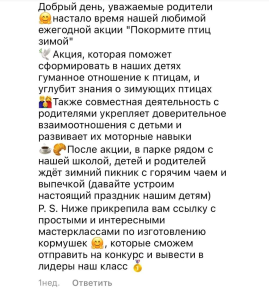 Добрый день, уважаемые родители
🤗настало время нашей любимой
ежегодной акции "Покормите птиц
зимой"
🕊Акция, которая поможет
сформировать в наших детях
гуманное отношение к птицам, и
углубит знания о зимующих птицах
👨‍👩‍👧Также совместная деятельность с
родителями укрепляет доверительное
взаимоотношения с детьми и
развивает их моторные навыки
☕🥐После акции, в парке рядом с
нашей школой, детей и родителей
ждёт зимний пикник с горячим чаем и
выпечкой (давайте устроим
настоящий праздник нашим детям)
P. S. Ниже прикрепила вам ссылку с
простыми и интересными
мастерклассами по изготовлению
кормушек 🤗, которые сможем
отправить на конкурс и вывести в
лидеры наш класс 🥇
1нед. Ответить